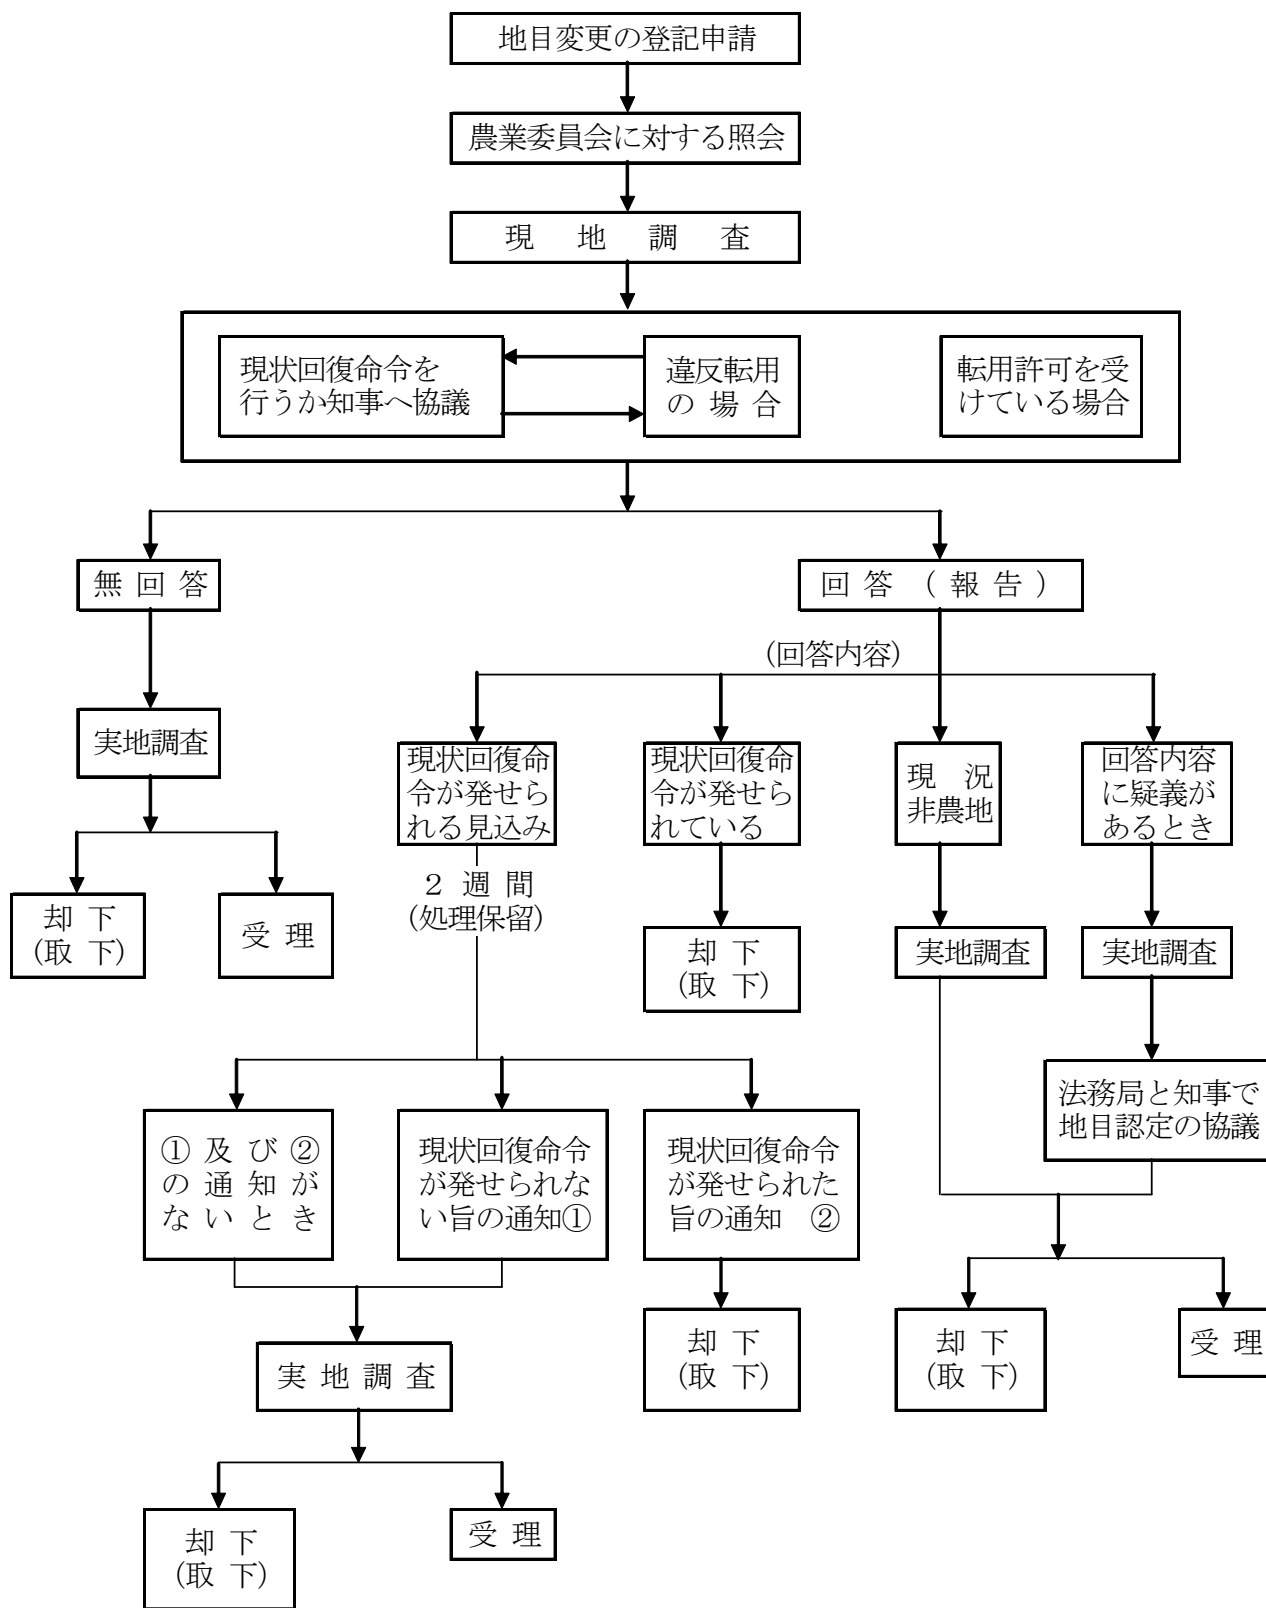 地目変更の登記申請
農業委員会に対する照会
現地調査
現状回復命令を
行うか知事へ協議
違反転用
の場合
転用許可を受
けている場合
無回答
回答(報告)
(回答内容)
実地調査
現状回復命
令が発せら
れる見込み
現状回復命
令が発せら
れている
現況
非農地
回答内容
に疑義が
あるとき
却下
(取下)
受理
2週間
(処理保留)
却下
(取下)
実地調査
実地調査
法務局と知事で
地目認定の協議
①及び②
の通知が
ないとき
現状回復命令
が発せられな
い旨の通知①
現状回復命令
が発せられた
旨の通知 ②
実地調査
却下
(取下)
却下
(取下)
受理
却下
(取下)
受理